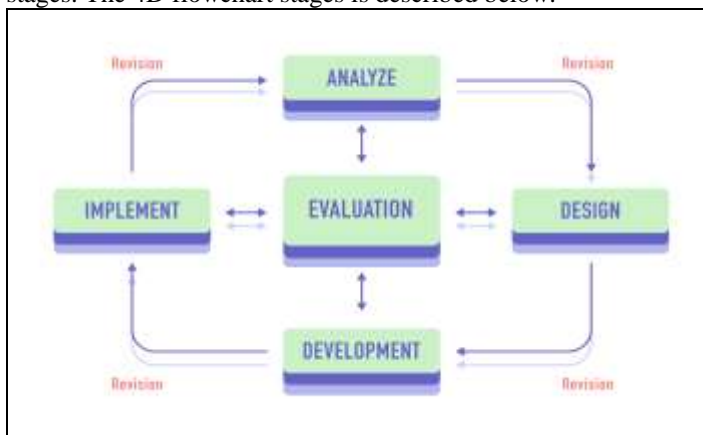 stages. The 4D flowchart stages is described below.
Revision
ANALYZE
Revision
IMPLEMENT
EVALUATION
DESIGN
DEVELOPMENT
Revision
Revision